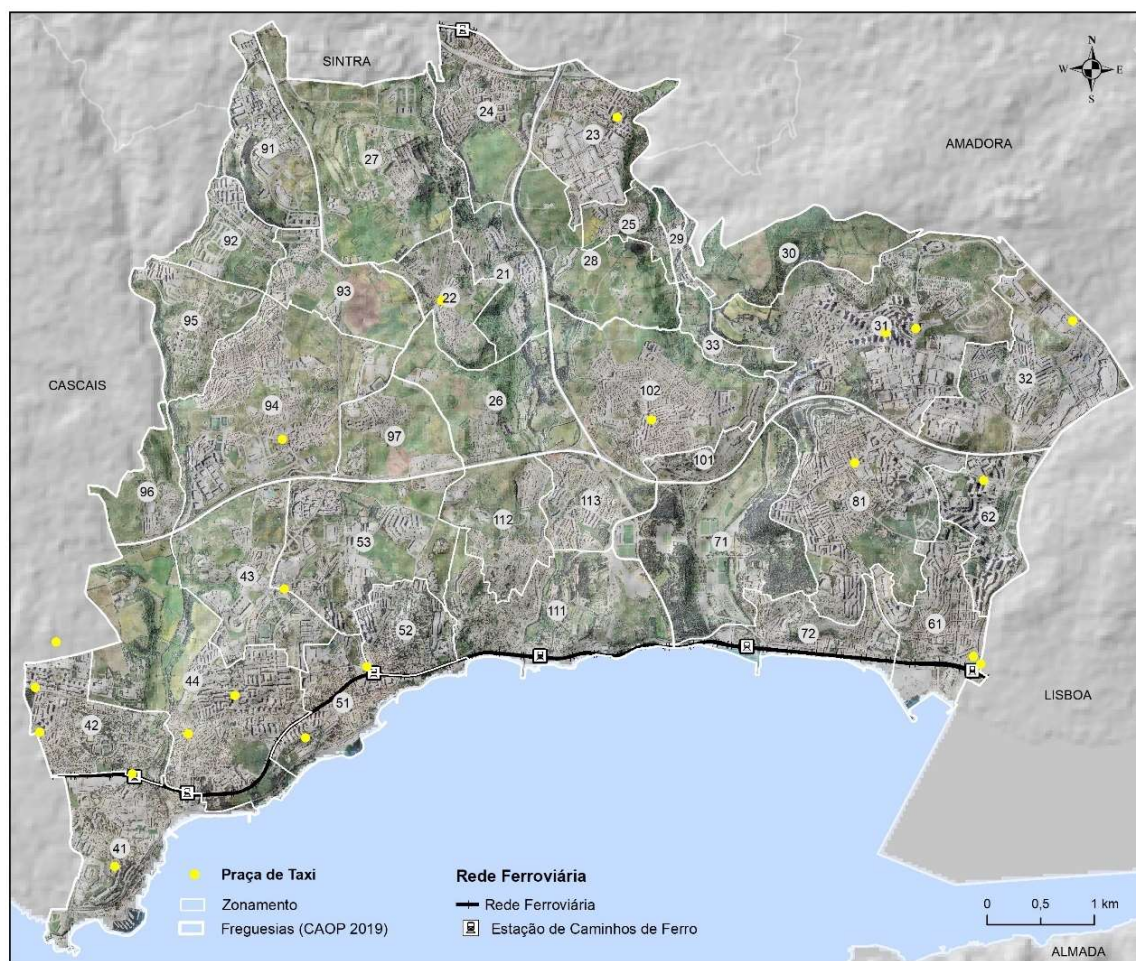 SINTRA
N
W E
S
24
23
91
27
AMADORA
25
92
29
30
21
28
93
22
95
31
33
32
CASCAIS
102
94
26
97
101
96
113
81
62
112
53
71
43
111
52
61
72
44
51
LISBOA
42
41
Praça de Taxi
Zonamento
Freguesias (CAOP 2019)
Rede Ferroviária
Rede Ferroviária
Estação de Caminhos de Ferro
0 0,5 1 km
ALMADA